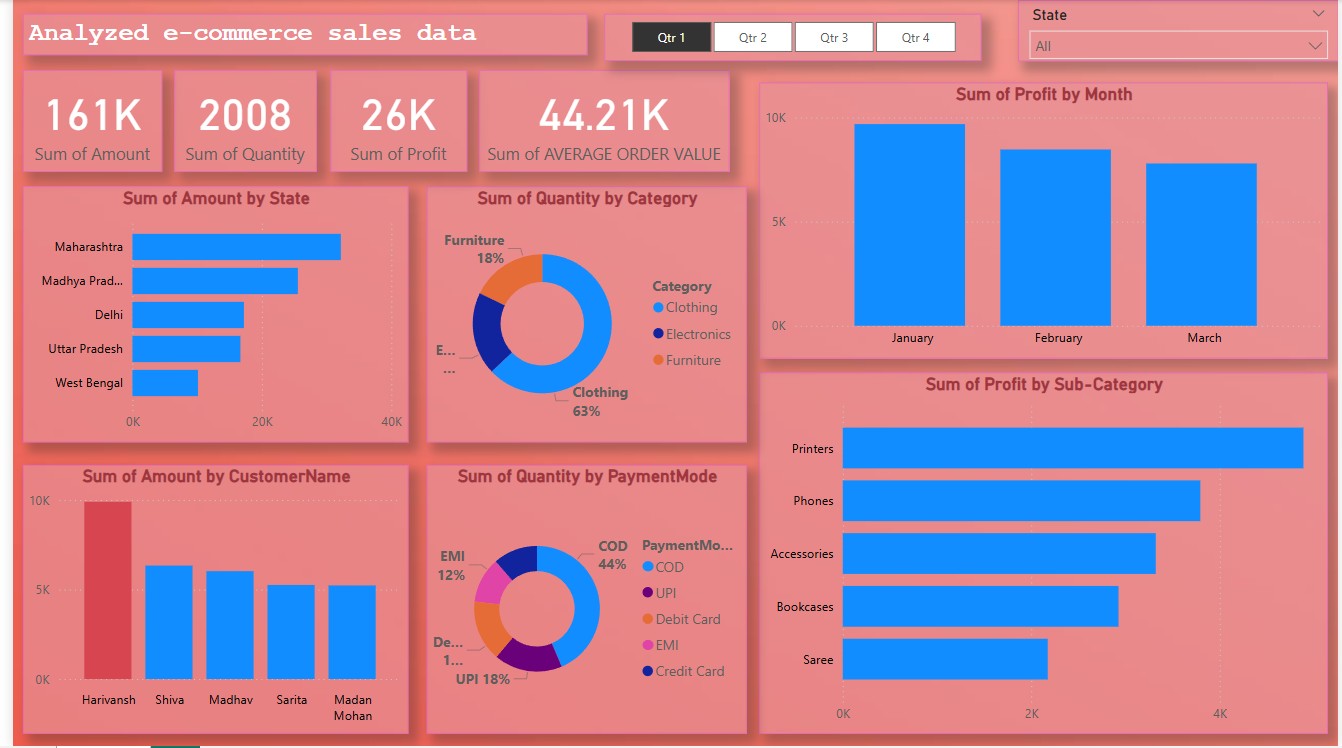 Analyzed e-commerce sales data
Qtr 1
Qtr 2
Qtr 3
Qtr 4
State
All
161K
Sum of Amount
2008
Sum of Quantity
26K
Sum of Profit
44.21K
Sum of AVERAGE ORDER VALUE
Sum of Profit by Month
10K
5K
0K
January
February
March
Sum of Amount by State
Maharashtra
Madhya Prad...
Delhi
Uttar Pradesh
West Bengal
0K
20K
40K
Sum of Quantity by Category
Furniture
18%
E...
...
Clothing
63%
Category
Clothing
Electronics
Furniture
Sum of Profit by Sub-Category
Printers
Phones
Accessories
Bookcases
Saree
0K
2K
4K
Sum of Amount by CustomerName
10K
5K
0K
Harivansh
Shiva
Madhav
Sarita
Madan
Mohan
Sum of Quantity by PaymentMode
COD
44%
EMI
12%
De...
1...
UPI 18%
PaymentMo...
COD
UPI
Debit Card
EMI
Credit Card